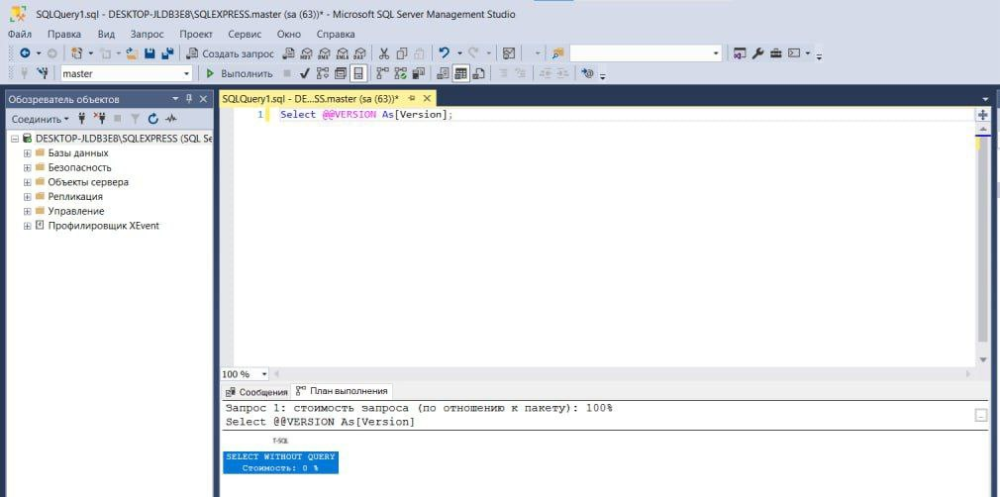 SQLQuery1.sql - DESKTOP-JLDB3E8\SQLEXPRESS.master (sa (63))* - Microsoft SQL Server Management Studio
Файл Правка Вид Запрос Проект Сервис Окно Справка
Создать запрос
master Выполнить
Обозреватель объектов
SQLQuery1.sql - DE...SS.master (sa (63))*
Соединить
1 Select @@VERSION As[Version];
DESKTOP-JLDB3E8\SQLEXPRESS (SQL Se
Базы данных
Безопасность
Объекты сервера
Репликация
Управление
Профилировщик XEvent
100 %
Сообщения План выполнения
Запрос 1: стоимость запроса (по отношению к пакету): 100%
Select @@VERSION As[Version]
T-SQL
SELECT WITHOUT QUERY
Стоимость: 0 %